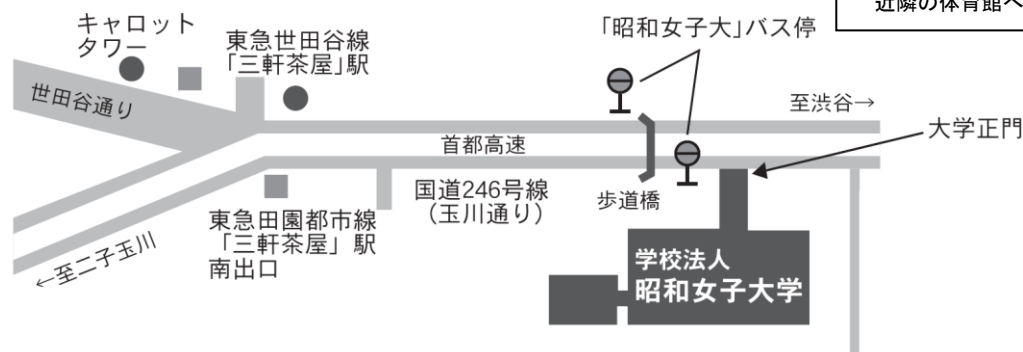 近隣の体育館へ
キャロット
タワー
東急世田谷線
「三軒茶屋」駅
「昭和女子大」バス停
世田谷通り
至渋谷→
大学正門
首都高速
国道246号線
（玉川通り）
歩道橋
東急田園都市線
「三軒茶屋」駅
南出口
←至二子玉川
学校法人
昭和女子大学